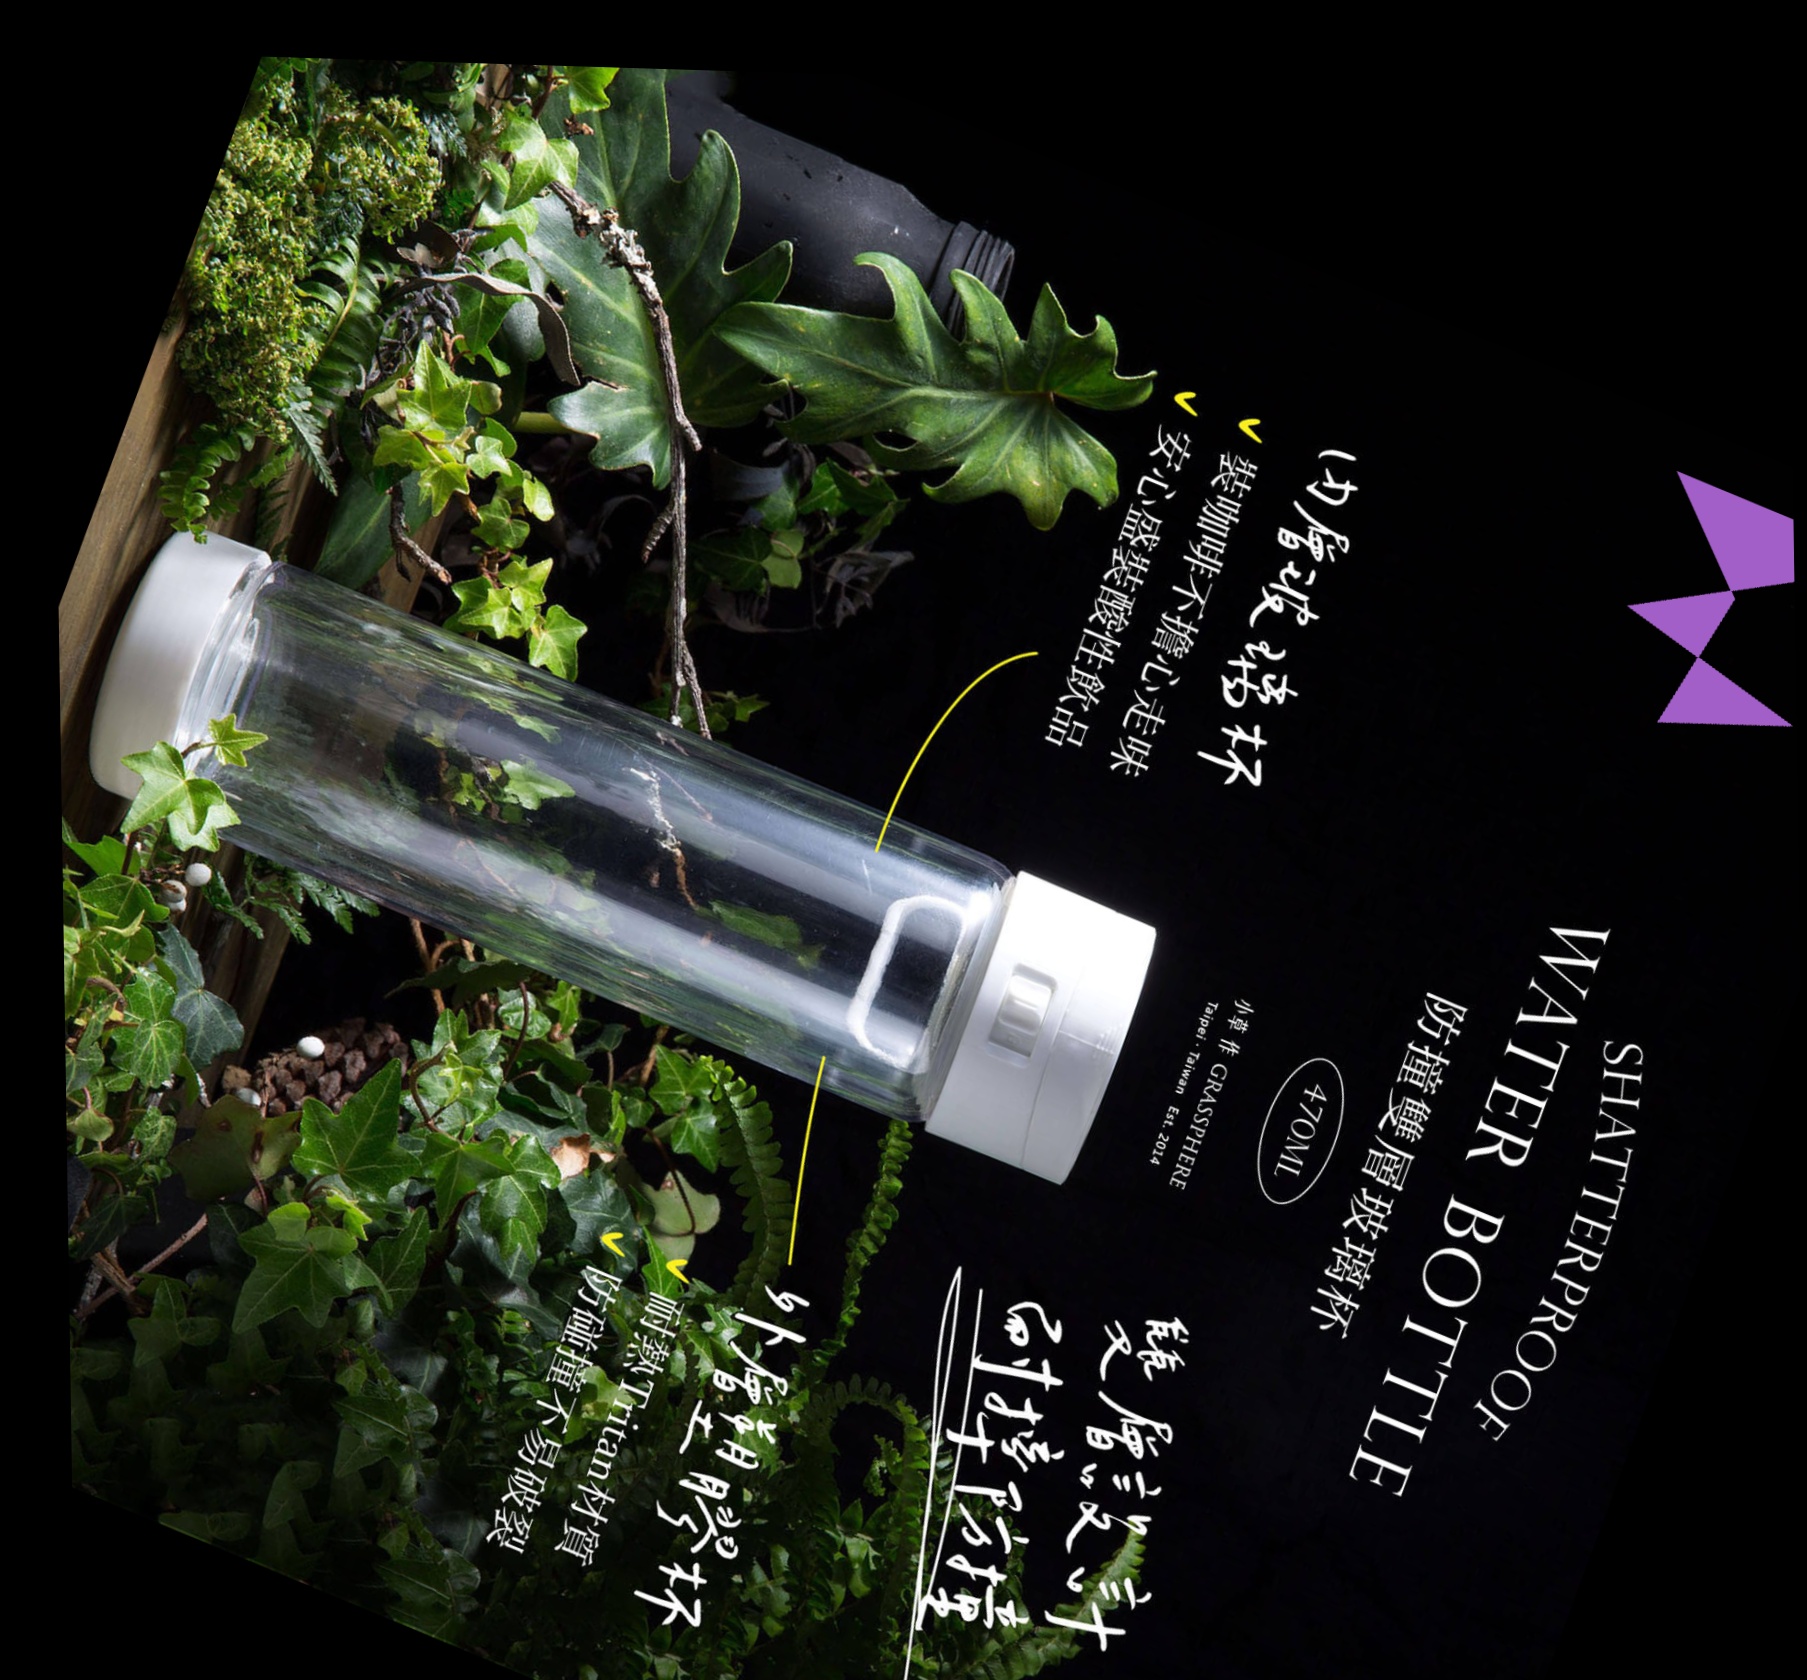 SHATTERPROOF
WATER BOTTLE
防撞雙層玻璃杯
470ML
小草作 GRASSPHERE
Taipei・Taiwan Est. 2014
內層玻璃杯
裝咖啡不擔心走味
安心盛裝酸性飲品
雙層設計
耐摔防撞
外層塑膠杯
耐熱Tritan材質
防碰撞不易破裂